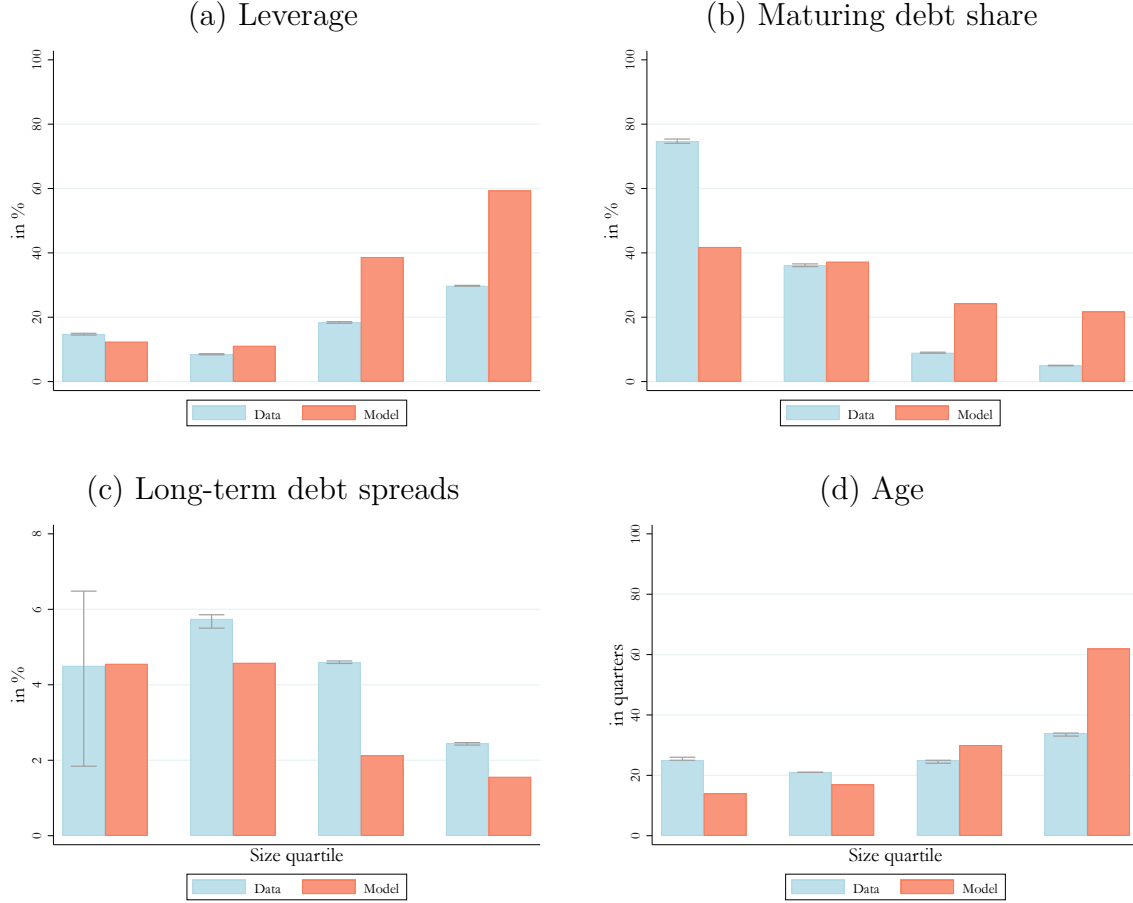 (a) Leverage
in %
0 20 40 60 80 100
Data Model
(b) Maturing debt share
in %
0 20 40 60 80 100
Data Model
(c) Long-term debt spreads
in %
0 2 4 6 8
Size quartile
Data Model
(d) Age
in quarters
0 20 40 60 80 100
Size quartile
Data Model